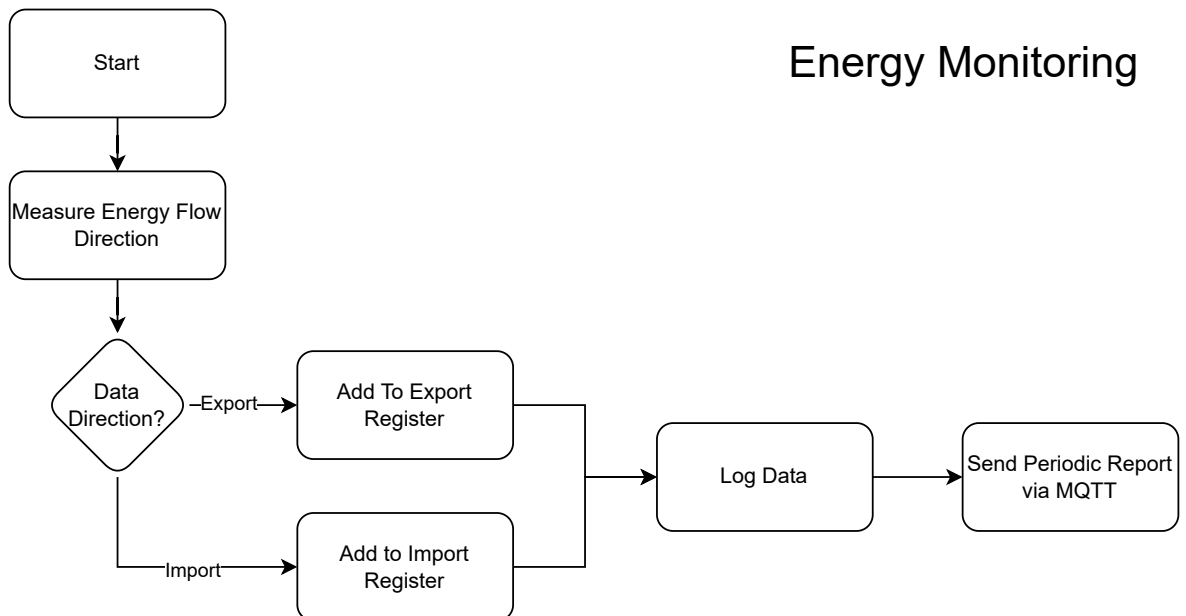 Start
Energy Monitoring
Measure Energy Flow
Direction
Data
Direction?
Export
Add To Export
Register
Log Data
Send Periodic Report
via MQTT
Import
Add to Import
Register